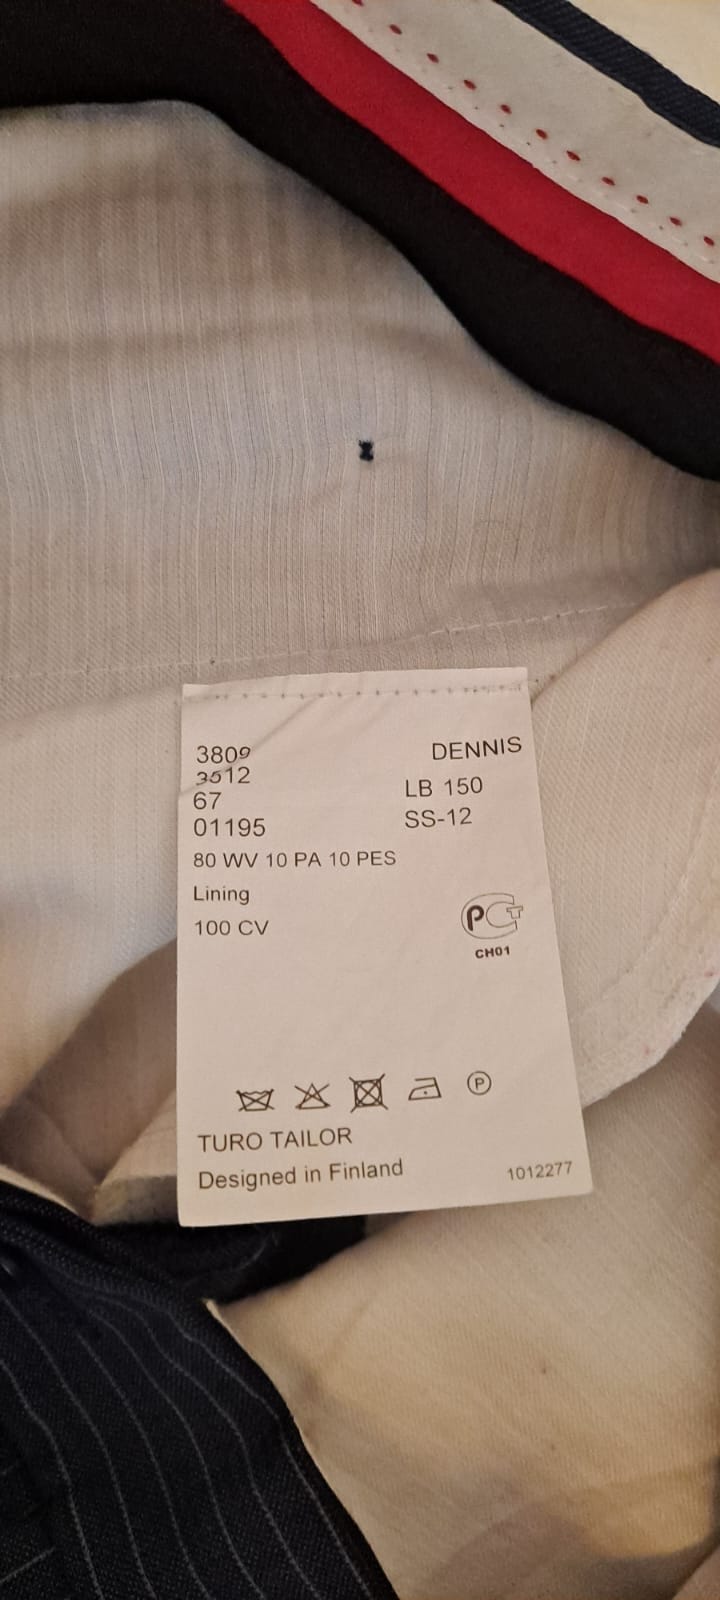 3809 DENNIS
3512 LB 150
67 SS-12
01195
80 WV 10 PA 10 PES
Lining
100 CV
PCT
CH01
P
TURO TAILOR
Designed in Finland 1012277